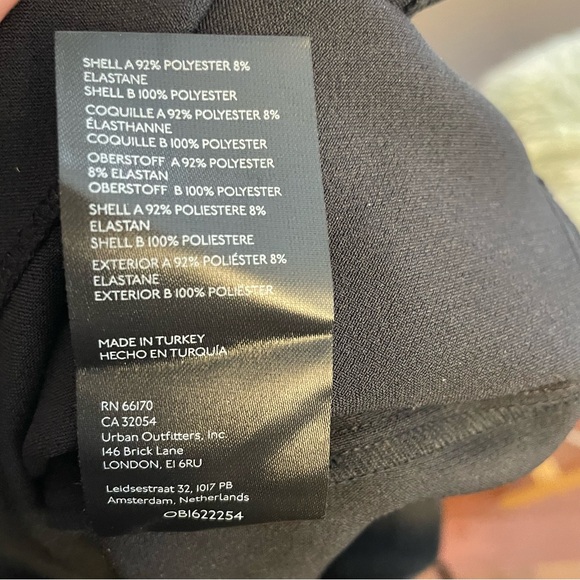 SHELL A 92% POLYESTER 8%
ELASTANE
SHELL B 100% POLYESTER
COQUILLE A 92% POLYESTER 8%
ÉLASTHANNE
COQUILLE B 100% POLYESTER
OBERSTOFF A 92% POLYESTER
8% ELASTAN
OBERSTOFF B 100% POLYESTER
SHELL A 92% POLIESTERE 8%
ELASTAN
SHELL B 100% POLIESTERE
EXTERIOR A 92% POLIÉSTER 8%
ELASTANE
EXTERIOR B 100% POLIÉSTER
MADE IN TURKEY
HECHO EN TURQUÍA
RN 66170
CA 32054
Urban Outfitters, Inc.
146 Brick Lane
LONDON, E1 6RU
Leidsestraat 32, 1017 PB
Amsterdam, Netherlands
OB1622254